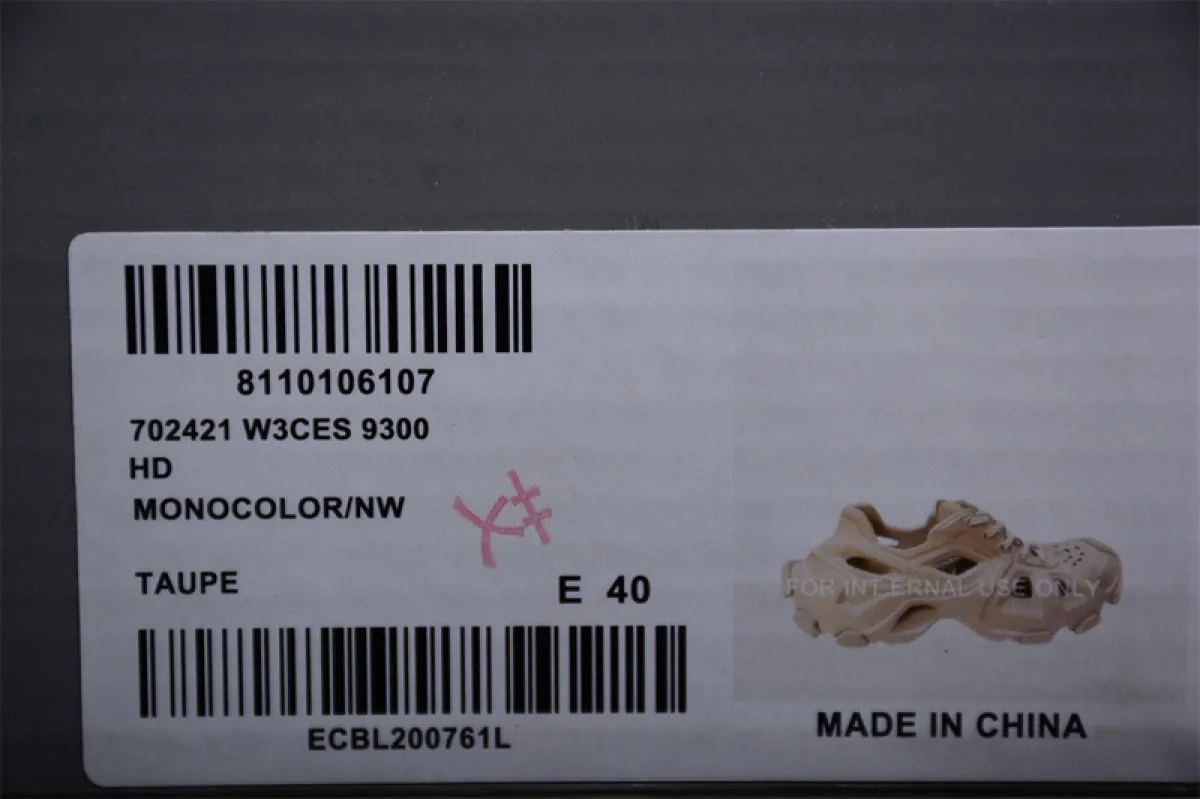 8110106107
702421 W3CES 9300
HD
MONOCOLOR/NW
TAUPE
E 40
FOR INTERNAL USE ONLY
ECBL200761L
MADE IN CHINA